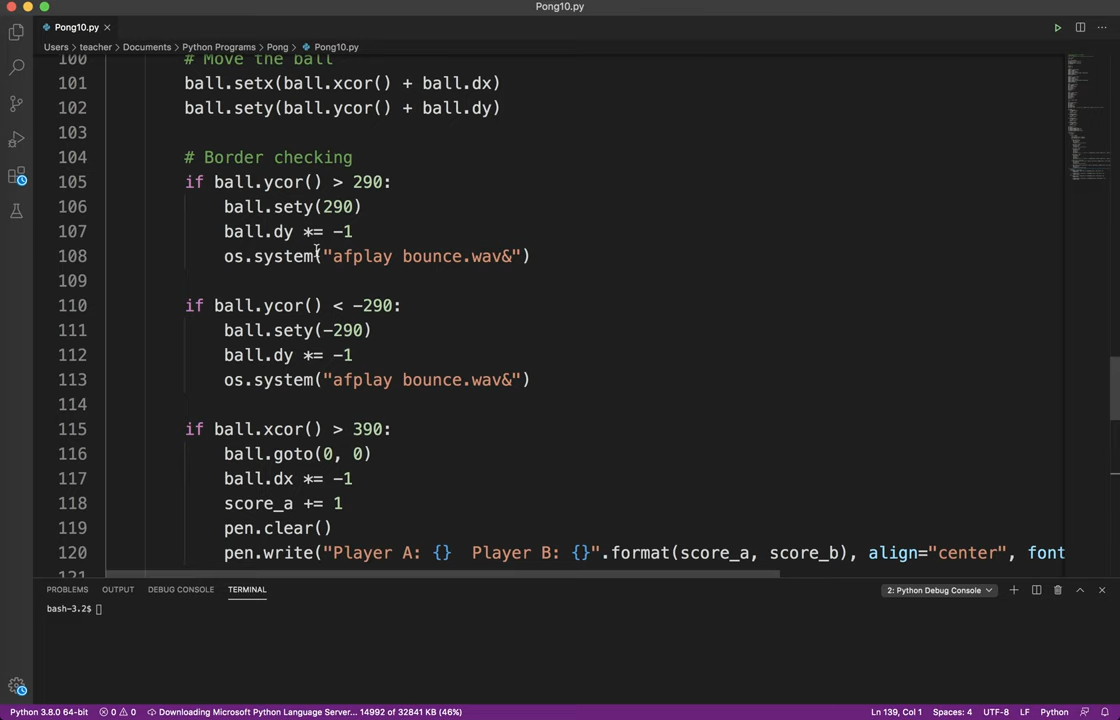 Pong10.py
Pong10.py
Users > teacher > Documents > Python Programs > Pong > Pong10.py
100 # Move the ball
101 ball.setx(ball.xcor() + ball.dx)
102 ball.sety(ball.ycor() + ball.dy)
103
104 # Border checking
105 if ball.ycor() > 290:
106 ball.sety(290)
107 ball.dy *= -1
108 os.system("afplay bounce.wav&")
109
110 if ball.ycor() < -290:
111 ball.sety(-290)
112 ball.dy *= -1
113 os.system("afplay bounce.wav&")
114
115 if ball.xcor() > 390:
116 ball.goto(0, 0)
117 ball.dx *= -1
118 score_a += 1
119 pen.clear()
120 pen.write("Player A: {}  Player B: {}".format(score_a, score_b), align="center", font
121
PROBLEMS OUTPUT DEBUG CONSOLE TERMINAL 2: Python Debug Console
bash-3.2$
Python 3.8.0 64-bit 0 0 Downloading Microsoft Python Language Server... 14992 of 32841 KB (46%) Ln 139, Col 1 Spaces: 4 UTF-8 LF Python